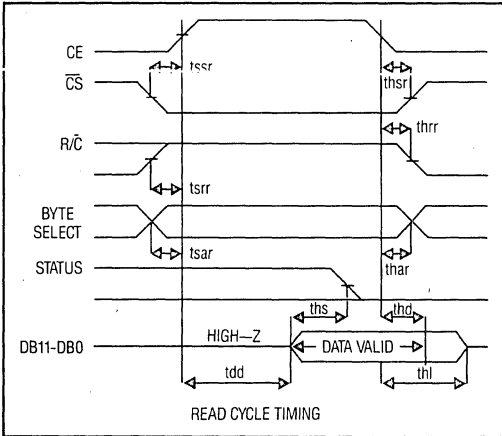 CE
tssr
thsr
CS
thrr
R/C
tsrr
BYTE
SELECT
tsar
thar
STATUS
ths
thd
HIGH—Z
DB11-DB0
DATA VALID
tdd
thl
READ CYCLE TIMING